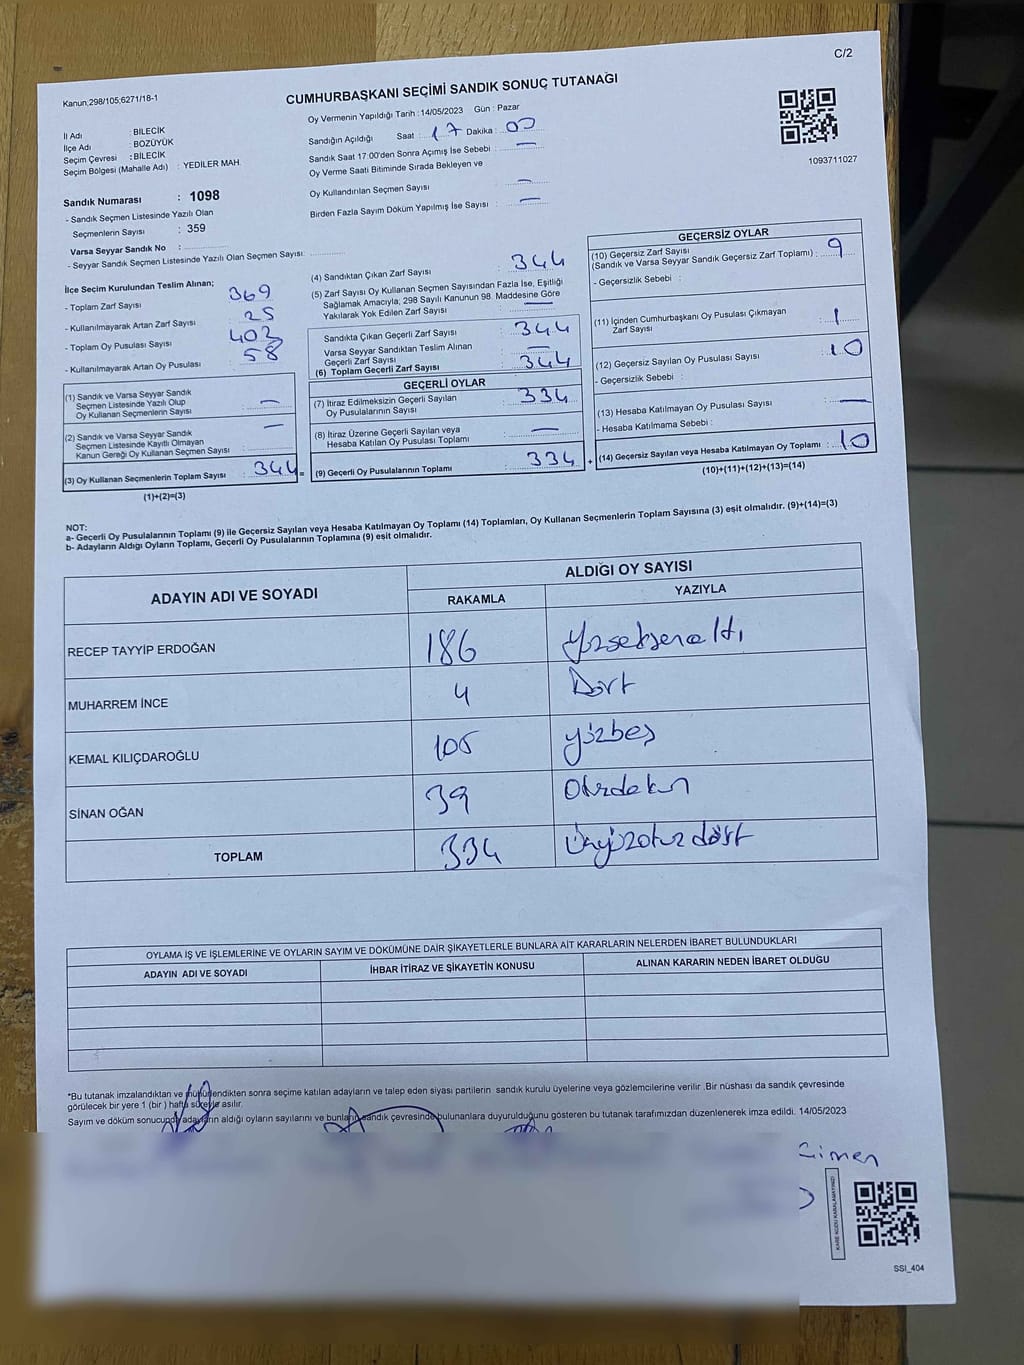 C/2
Kanun;298/105;6271/18-1
CUMHURBAŞKANI SEÇİMİ SANDIK SONUÇ TUTANAĞI
Oy Vermenin Yapıldığı Tarih : 14/05/2023 Gün : Pazar
İl Adı : BİLECİK
İlçe Adı : BOZÜYÜK
Seçim Çevresi : BİLECİK
Seçim Bölgesi (Mahalle Adı) : YEDİLER MAH.
Sandık Numarası : 1098
- Sandık Seçmen Listesinde Yazılı Olan
Seçmenlerin Sayısı : 359
Varsa Seyyar Sandık No :
- Seyyar Sandık Seçmen Listesinde Yazılı Olan Seçmen Sayısı:
Sandığın Açıldığı Saat : 17 Dakika : 00
Sandık Saat 17:00'den Sonra Açımış İse Sebebi : —
Oy Verme Saati Bitiminde Sırada Bekleyen ve
Oy Kullandırılan Seçmen Sayısı : —
Birden Fazla Sayım Döküm Yapılmış İse Sayısı : —
1093711027
İlçe Seçim Kurulundan Teslim Alınan;
- Toplam Zarf Sayısı : 369
- Kullanılmayarak Artan Zarf Sayısı : 25
- Toplam Oy Pusulası Sayısı : 402
- Kullanılmayarak Artan Oy Pusulası : 58
(1) Sandık ve Varsa Seyyar Sandık
Seçmen Listesinde Yazılı Olup
Oy Kullanan Seçmenlerin Sayısı : —
(2) Sandık ve Varsa Seyyar Sandık
Seçmen Listesinde Kayıtlı Olmayan
Kanun Gereği Oy Kullanan Seçmen Sayısı : —
(3) Oy Kullanan Seçmenlerin Toplam Sayısı : 344 =
(1)+(2)=(3)
(4) Sandıktan Çıkan Zarf Sayısı : 344
(5) Zarf Sayısı Oy Kullanan Seçmen Sayısından Fazla İse, Eşitliği
Sağlamak Amacıyla; 298 Sayılı Kanunun 98. Maddesine Göre
Yakılarak Yok Edilen Zarf Sayısı : —
Sandıkta Çıkan Geçerli Zarf Sayısı : 344
Varsa Seyyar Sandıktan Teslim Alınan
Geçerli Zarf Sayısı : —
(6) Toplam Geçerli Zarf Sayısı : 344
GEÇERLİ OYLAR
(7) İtiraz Edilmeksizin Geçerli Sayılan
Oy Pusulalarının Sayısı : 334
(8) İtiraz Üzerine Geçerli Sayılan veya
Hesaba Katılan Oy Pusulası Toplamı : —
(9) Geçerli Oy Pusulalarının Toplamı : 334 +
GEÇERSİZ OYLAR
(10) Geçersiz Zarf Sayısı
(Sandık ve Varsa Seyyar Sandık Geçersiz Zarf Toplamı) : 9
- Geçersizlik Sebebi :
(11) İçinden Cumhurbaşkanı Oy Pusulası Çıkmayan
Zarf Sayısı : 1
(12) Geçersiz Sayılan Oy Pusulası Sayısı : 10
- Geçersizlik Sebebi :
(13) Hesaba Katılmayan Oy Pusulası Sayısı : —
- Hesaba Katılmama Sebebi :
(14) Geçersiz Sayılan veya Hesaba Katılmayan Oy Toplamı : 10
(10)+(11)+(12)+(13)=(14)
NOT:
a- Geçerli Oy Pusulalarının Toplamı (9) ile Geçersiz Sayılan veya Hesaba Katılmayan Oy Toplamı (14) Toplamları, Oy Kullanan Seçmenlerin Toplam Sayısına (3) eşit olmalıdır. (9)+(14)=(3)
b- Adayların Aldığı Oyların Toplamı, Geçerli Oy Pusulalarının Toplamına (9) eşit olmalıdır.
ADAYIN ADI VE SOYADI ALDIĞI OY SAYISI
RAKAMLA YAZIYLA
RECEP TAYYİP ERDOĞAN 186 Yüzseksenaltı
MUHARREM İNCE 4 Dört
KEMAL KILIÇDAROĞLU 105 yüzbeş
SİNAN OĞAN 39 Otuzdokuz
TOPLAM 334 Üçyüzotuz dört
OYLAMA İŞ VE İŞLEMLERİNE VE OYLARIN SAYIM VE DÖKÜMÜNE DAİR ŞİKAYETLERLE BUNLARA AİT KARARLARIN NELERDEN İBARET BULUNDUKLARI
ADAYIN ADI VE SOYADI İHBAR İTİRAZ VE ŞİKAYETİN KONUSU ALINAN KARARIN NEDEN İBARET OLDUĞU
*Bu tutanak imzalandıktan ve mühürlendikten sonra seçime katılan adayların ve talep eden siyasi partilerin sandık kurulu üyelerine veya gözlemcilerine verilir .Bir nüshası da sandık çevresinde
görülecek bir yere 1 (bir ) hafta süreyle asılır.
Sayım ve döküm sonucunda adayların aldığı oyların sayılarını ve bunların sandık çevresinde bulunanlara duyurulduğunu gösteren bu tutanak tarafımızdan düzenlenerek imza edildi. 14/05/2023
KARE KODU KARALAMAYINIZ!
SSI_404